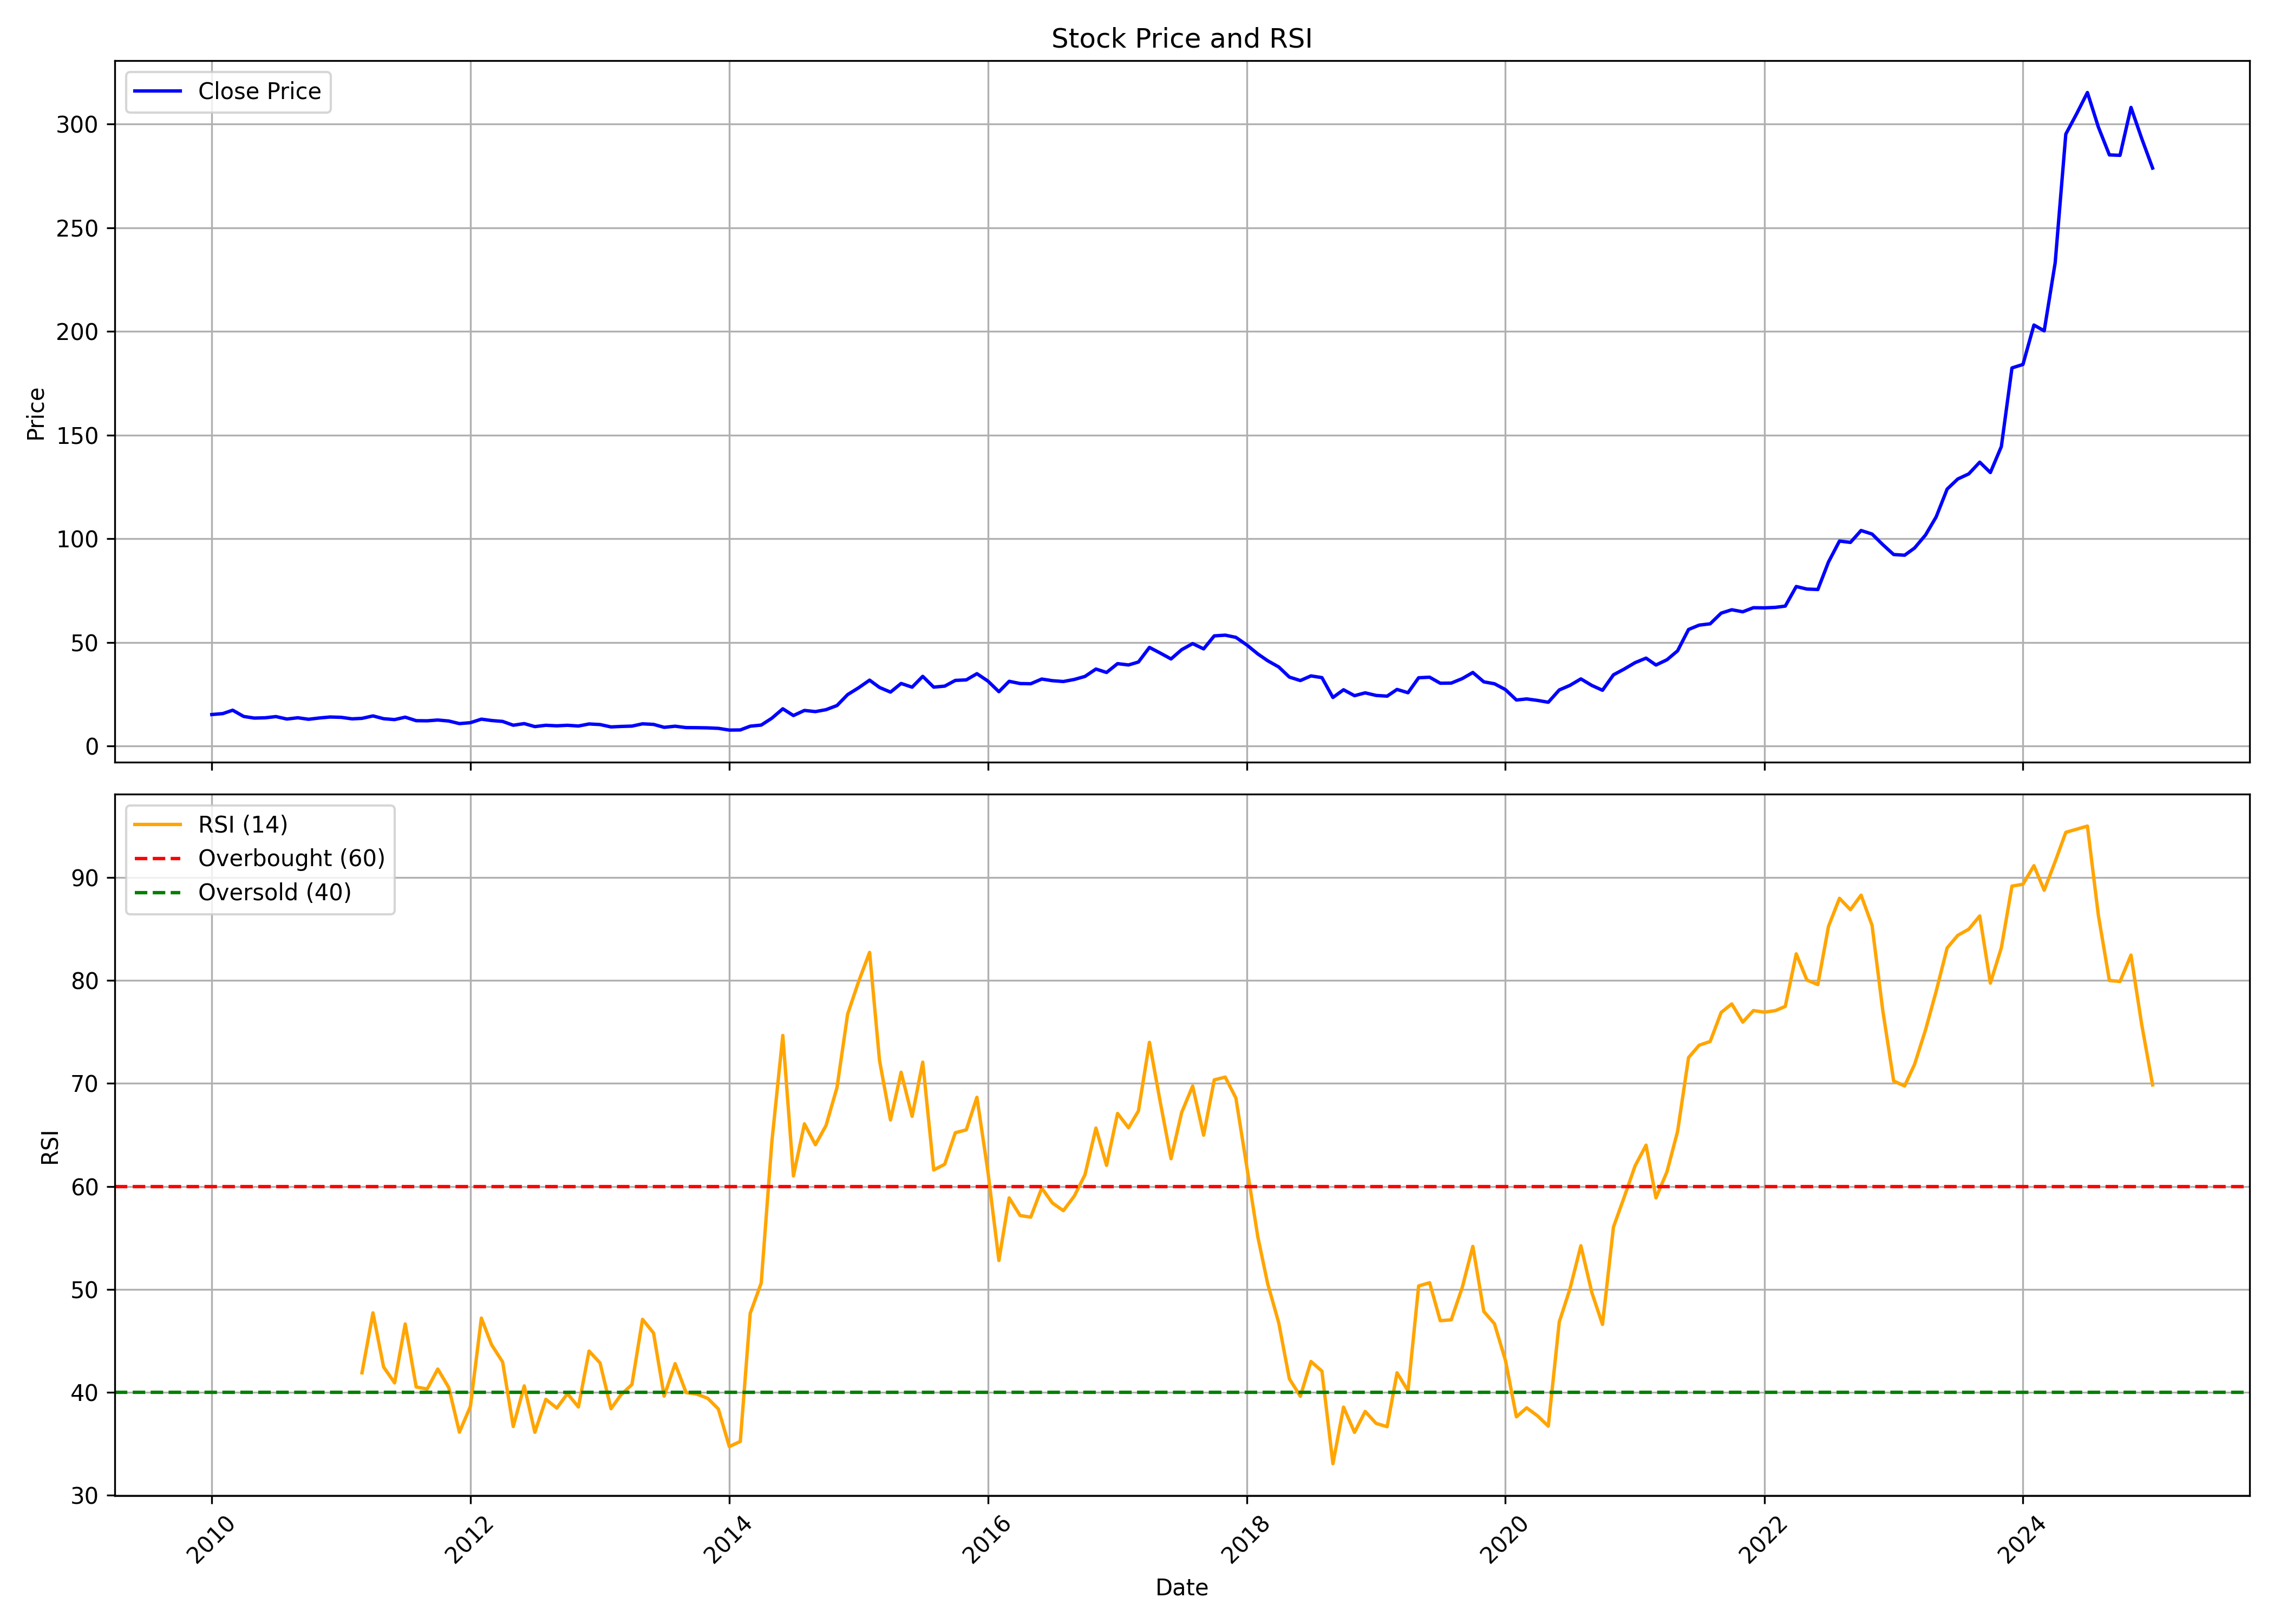 Stock Price and RSI
Close Price
300
250
200
150
100
50
0
Price
RSI (14)
Overbought (60)
Oversold (40)
90
80
70
60
50
40
30
RSI
2010
2012
2014
2016
2018
2020
2022
2024
Date